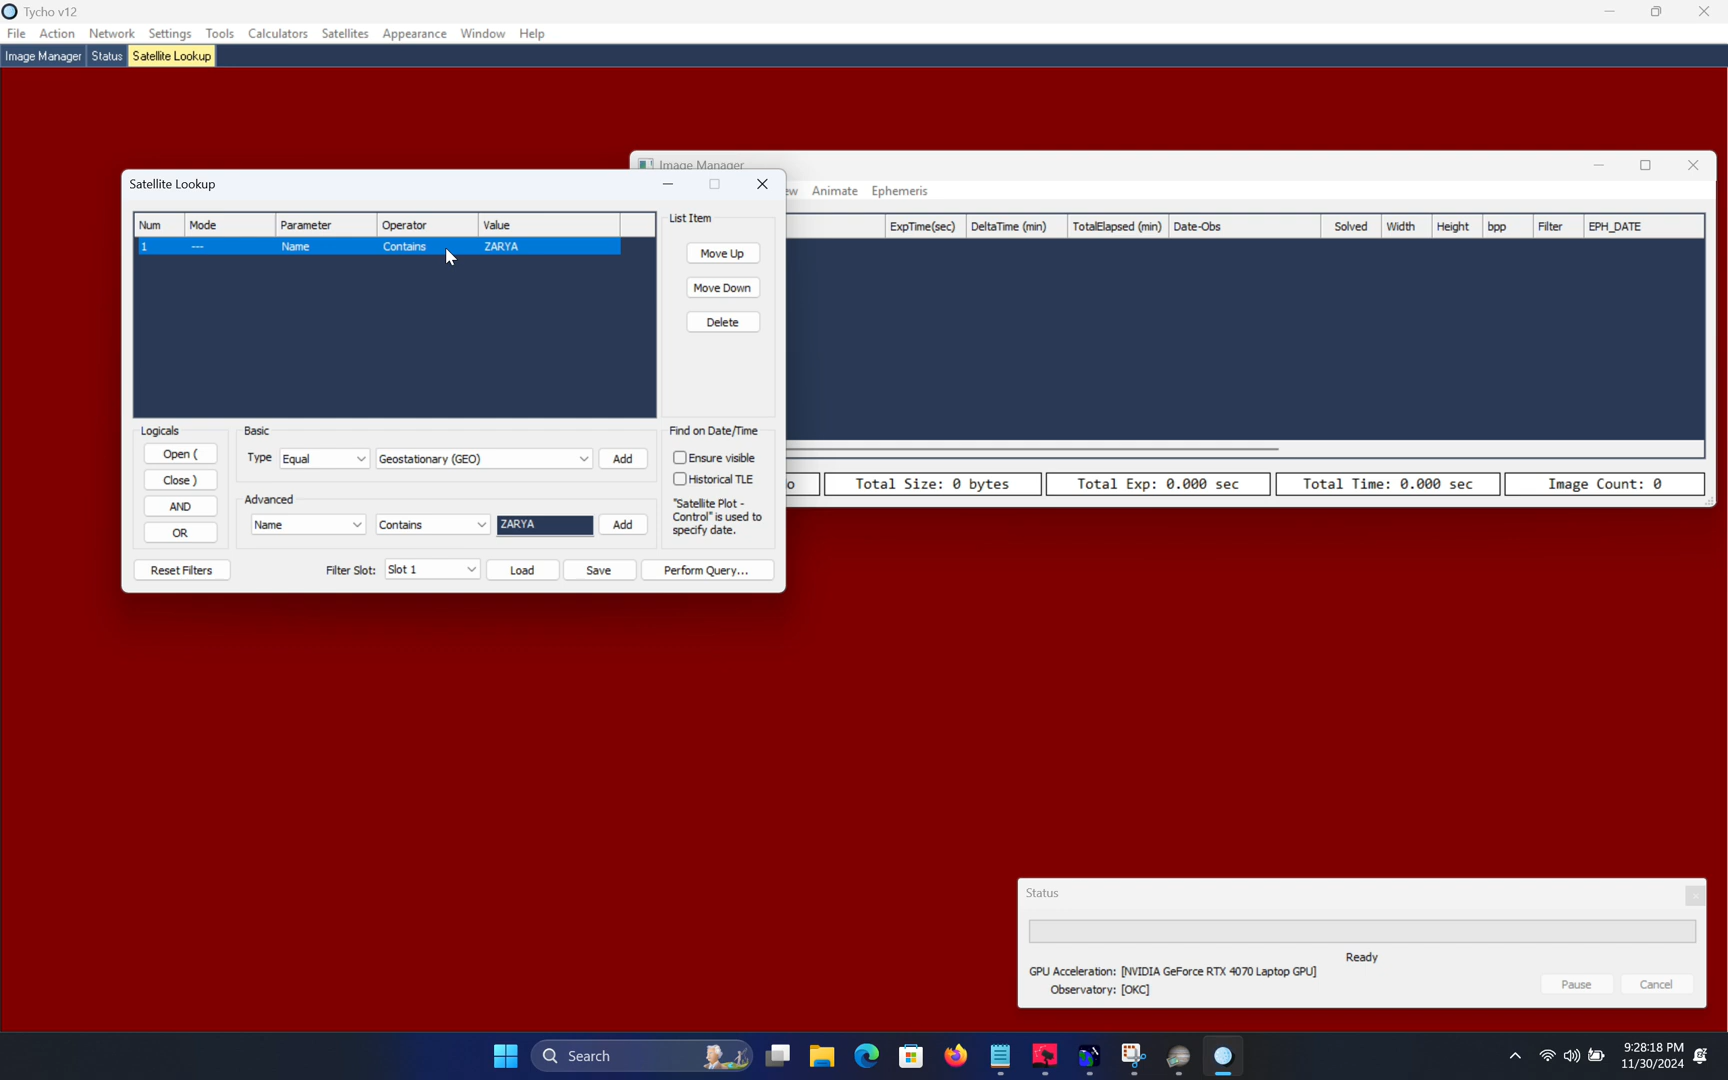 Tycho v12
File Action Network Settings Tools Calculators Satellites Appearance Window Help
Image Manager Status Satellite Lookup
Image Manager
Animate Ephemeris
ExpTime(sec) DeltaTime (min) TotalElapsed (min) Date-Obs Solved Width Height bpp Filter EPH_DATE
Total Size: 0 bytes Total Exp: 0.000 sec Total Time: 0.000 sec Image Count: 0
Satellite Lookup
Num Mode Parameter Operator Value
1 --- Name Contains ZARYA
List Item
Move Up
Move Down
Delete
Logicals
Open (
Close )
AND
OR
Basic
Type Equal Geostationary (GEO) Add
Advanced
Name Contains ZARYA Add
Find on Date/Time
Ensure visible
Historical TLE
"Satellite Plot -
Control" is used to
specify date.
Reset Filters Filter Slot: Slot 1 Load Save Perform Query...
Status
Ready
GPU Acceleration: [NVIDIA GeForce RTX 4070 Laptop GPU]
Observatory: [OKC]
Pause Cancel
Search
9:28:18 PM
11/30/2024